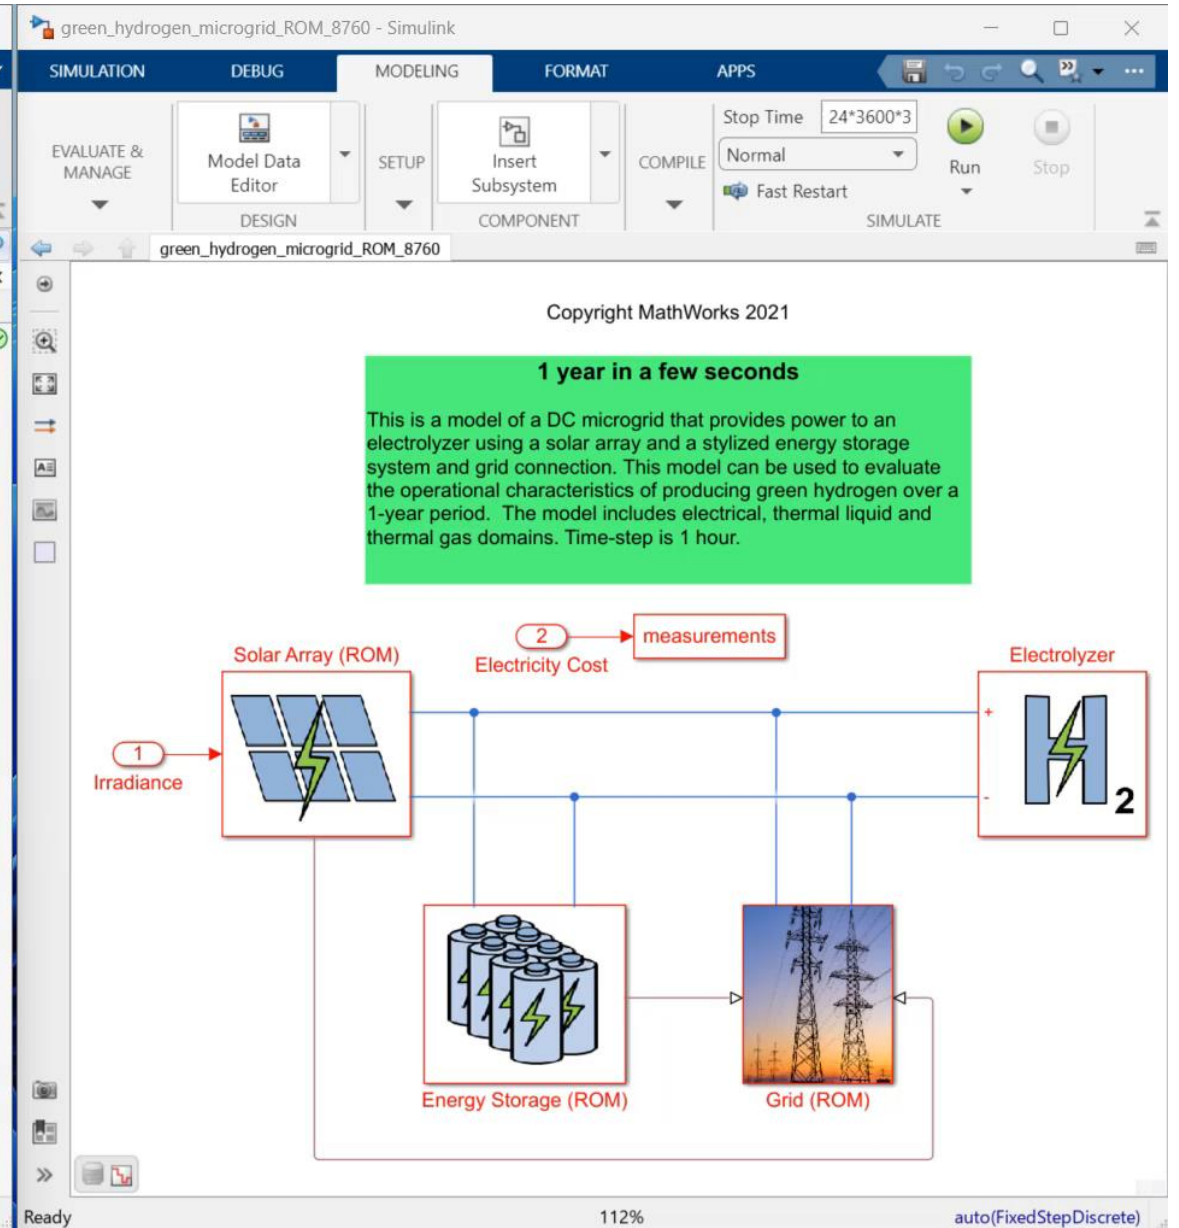 green_hydrogen_microgrid_ROM_8760 - Simulink
SIMULATION DEBUG MODELING FORMAT APPS
EVALUATE & MANAGE
Model Data Editor
DESIGN
SETUP
Insert Subsystem
COMPONENT
COMPILE
Stop Time 24*3600*3
Normal
Fast Restart
Run
Stop
SIMULATE
green_hydrogen_microgrid_ROM_8760
Copyright MathWorks 2021
1 year in a few seconds
This is a model of a DC microgrid that provides power to an
electrolyzer using a solar array and a stylized energy storage
system and grid connection. This model can be used to evaluate
the operational characteristics of producing green hydrogen over a
1-year period. The model includes electrical, thermal liquid and
thermal gas domains. Time-step is 1 hour.
2
measurements
Electricity Cost
Solar Array (ROM)
Electrolyzer
1
Irradiance
+
-
H2
Energy Storage (ROM)
Grid (ROM)
Ready
112%
auto(FixedStepDiscrete)